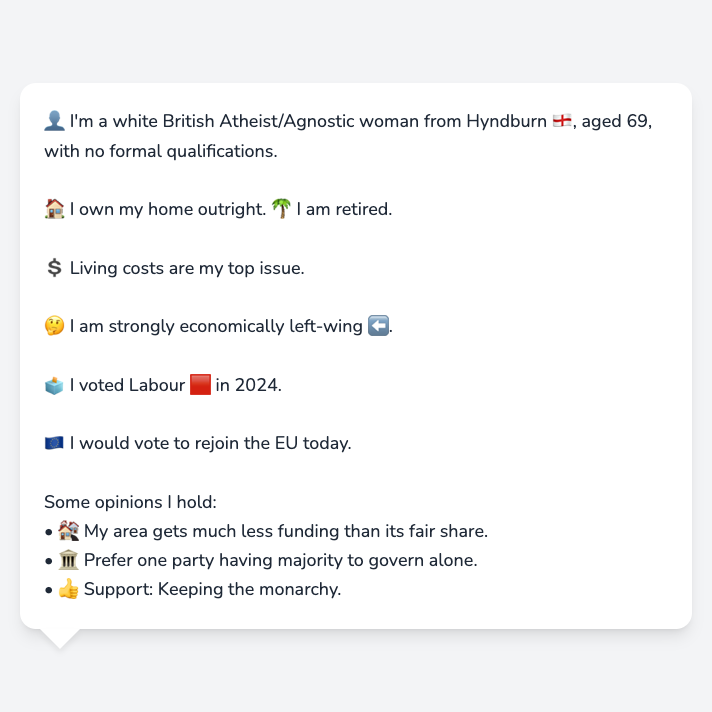 👤 I'm a white British Atheist/Agnostic woman from Hyndburn 🏴󠁧󠁢󠁥󠁮󠁧󠁿, aged 69,
with no formal qualifications.
🏠 I own my home outright. 🌴 I am retired.
💲 Living costs are my top issue.
🤔 I am strongly economically left-wing ⬅️.
🗳️ I voted Labour 🟥 in 2024.
🇪🇺 I would vote to rejoin the EU today.
Some opinions I hold:
• 🏘️ My area gets much less funding than its fair share.
• 🏛️ Prefer one party having majority to govern alone.
• 👍 Support: Keeping the monarchy.